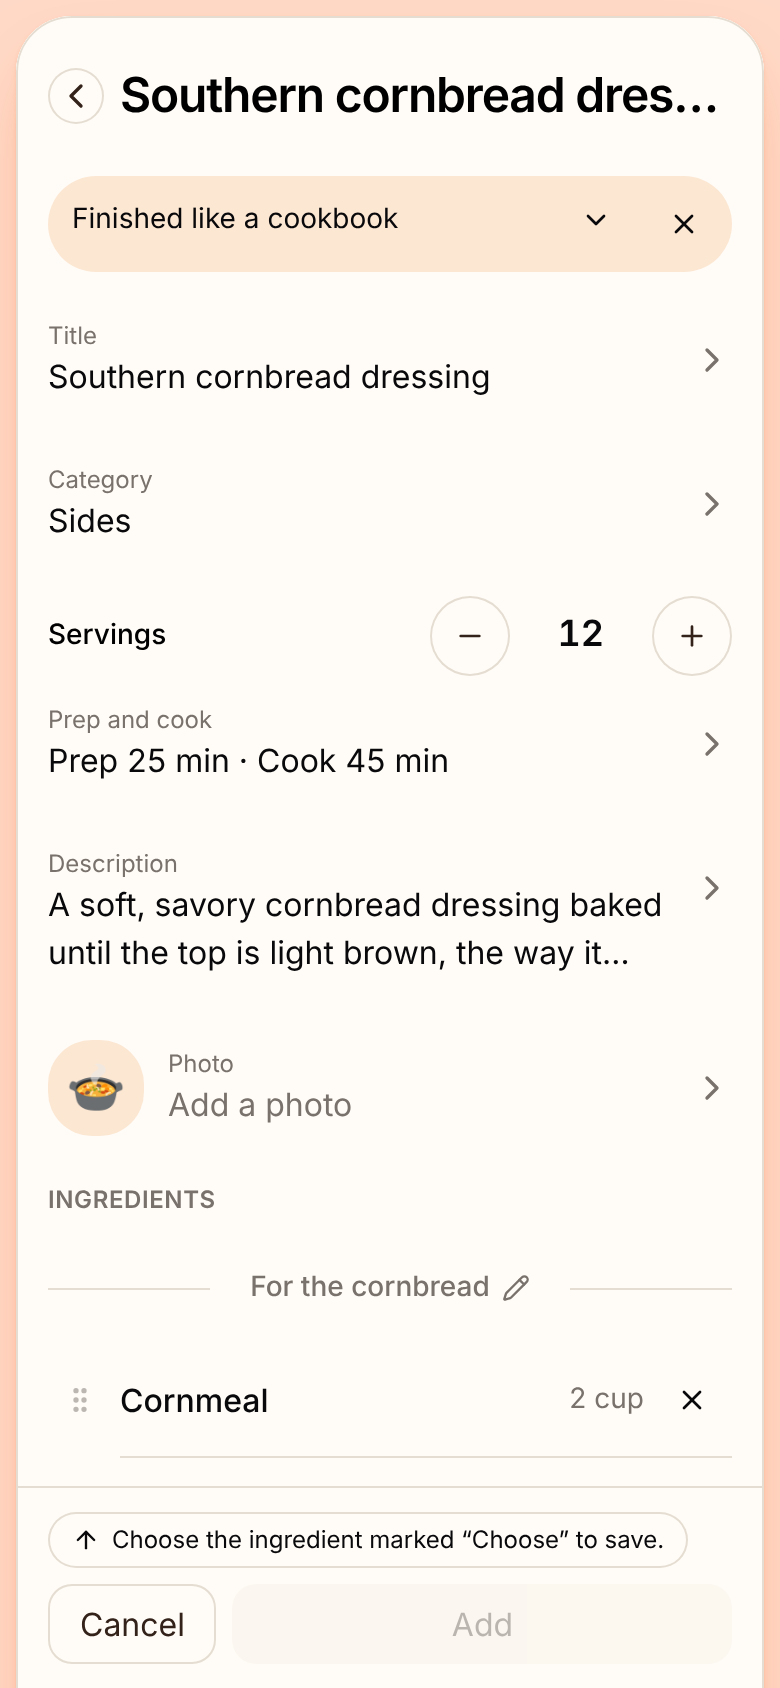 Southern cornbread dres...
Finished like a cookbook
Title
Southern cornbread dressing
Category
Sides
Servings
12
Prep and cook
Prep 25 min · Cook 45 min
Description
A soft, savory cornbread dressing baked
until the top is light brown, the way it...
Photo
Add a photo
INGREDIENTS
For the cornbread
Cornmeal
2 cup
Choose the ingredient marked “Choose” to save.
Cancel
Add